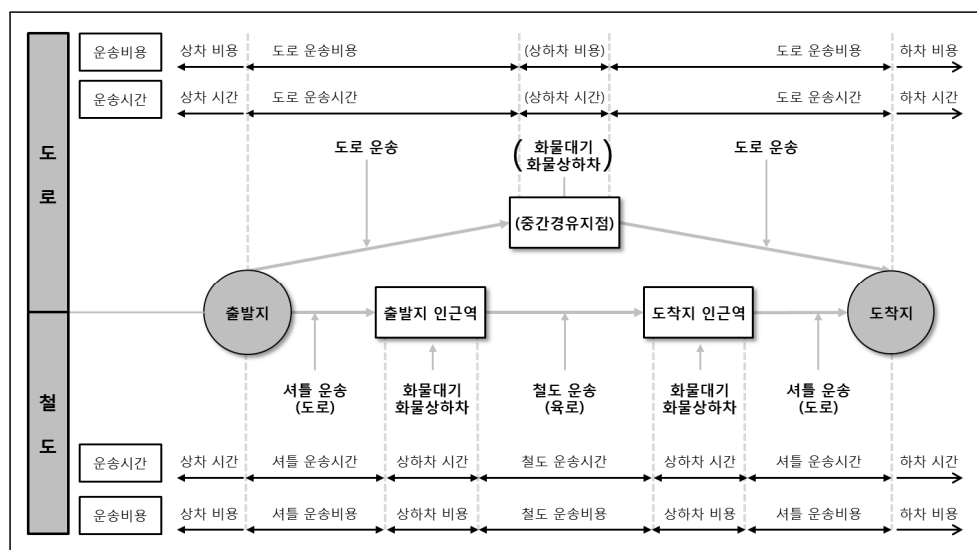 도로
운송비용 상차 비용 도로 운송비용 (상하차 비용) 도로 운송비용 하차 비용
운송시간 상차 시간 도로 운송시간 (상하차 시간) 도로 운송시간 하차 시간
도로 운송
(화물대기
화물상하차)
도로 운송
(중간경유지점)
출발지
출발지 인근역
도착지 인근역
도착지
철도
셔틀 운송
(도로)
화물대기
화물상하차
철도 운송
(육로)
화물대기
화물상하차
셔틀 운송
(도로)
운송시간 상차 시간 셔틀 운송시간 상하차 시간 철도 운송시간 상하차 시간 셔틀 운송시간 하차 시간
운송비용 상차 비용 셔틀 운송비용 상하차 비용 철도 운송비용 상하차 비용 셔틀 운송비용 하차 비용